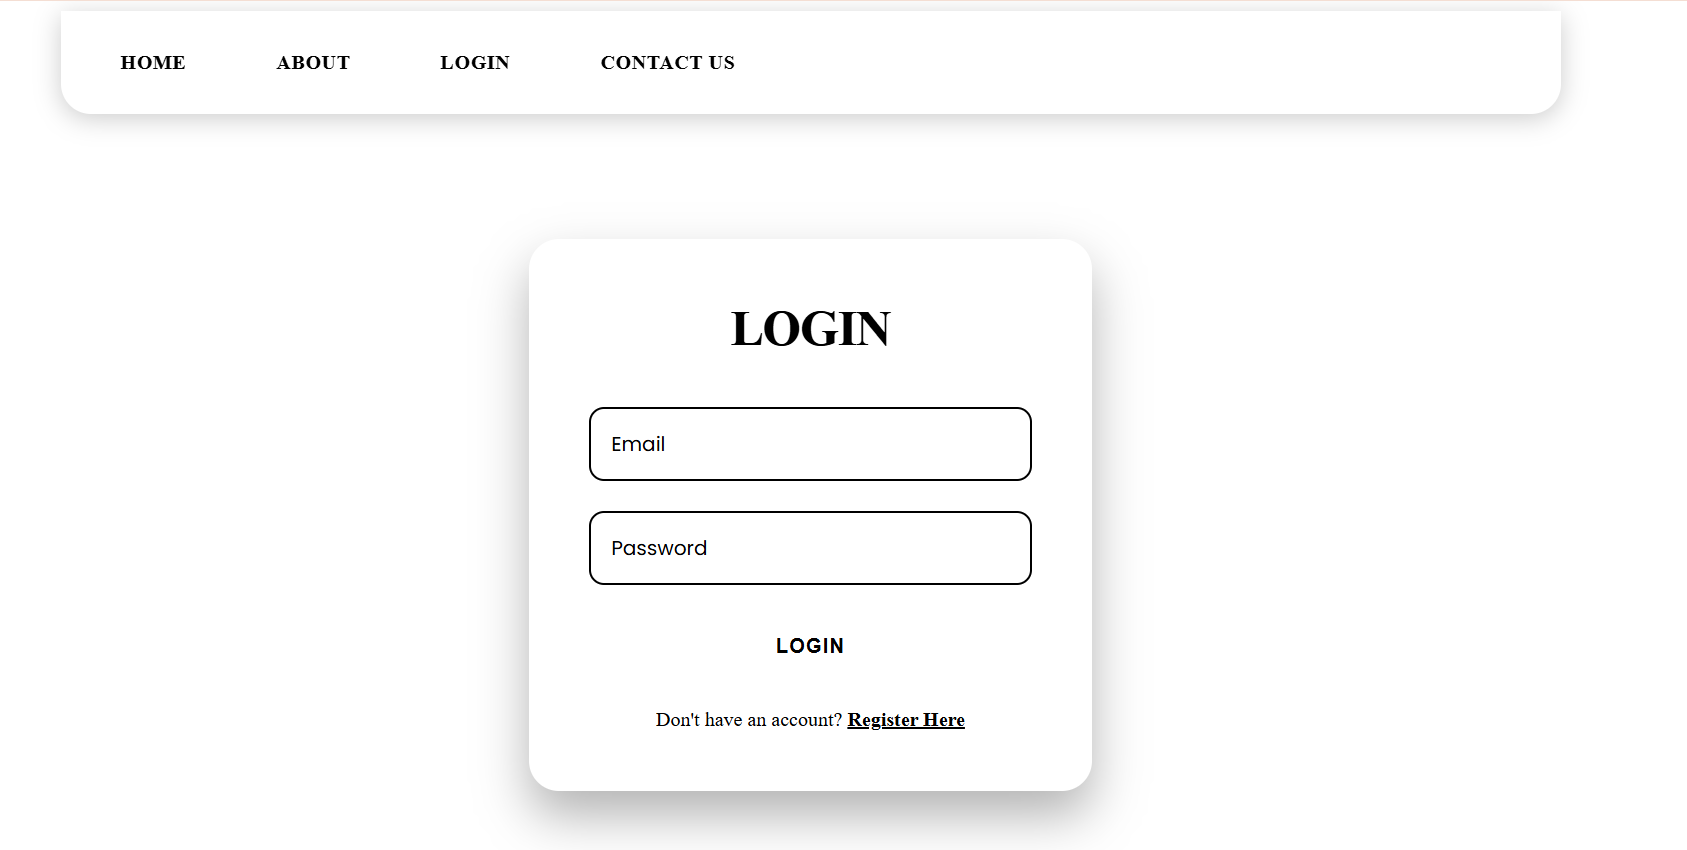 HOME ABOUT LOGIN CONTACT US
LOGIN
Email
Password
LOGIN
Don't have an account? Register Here